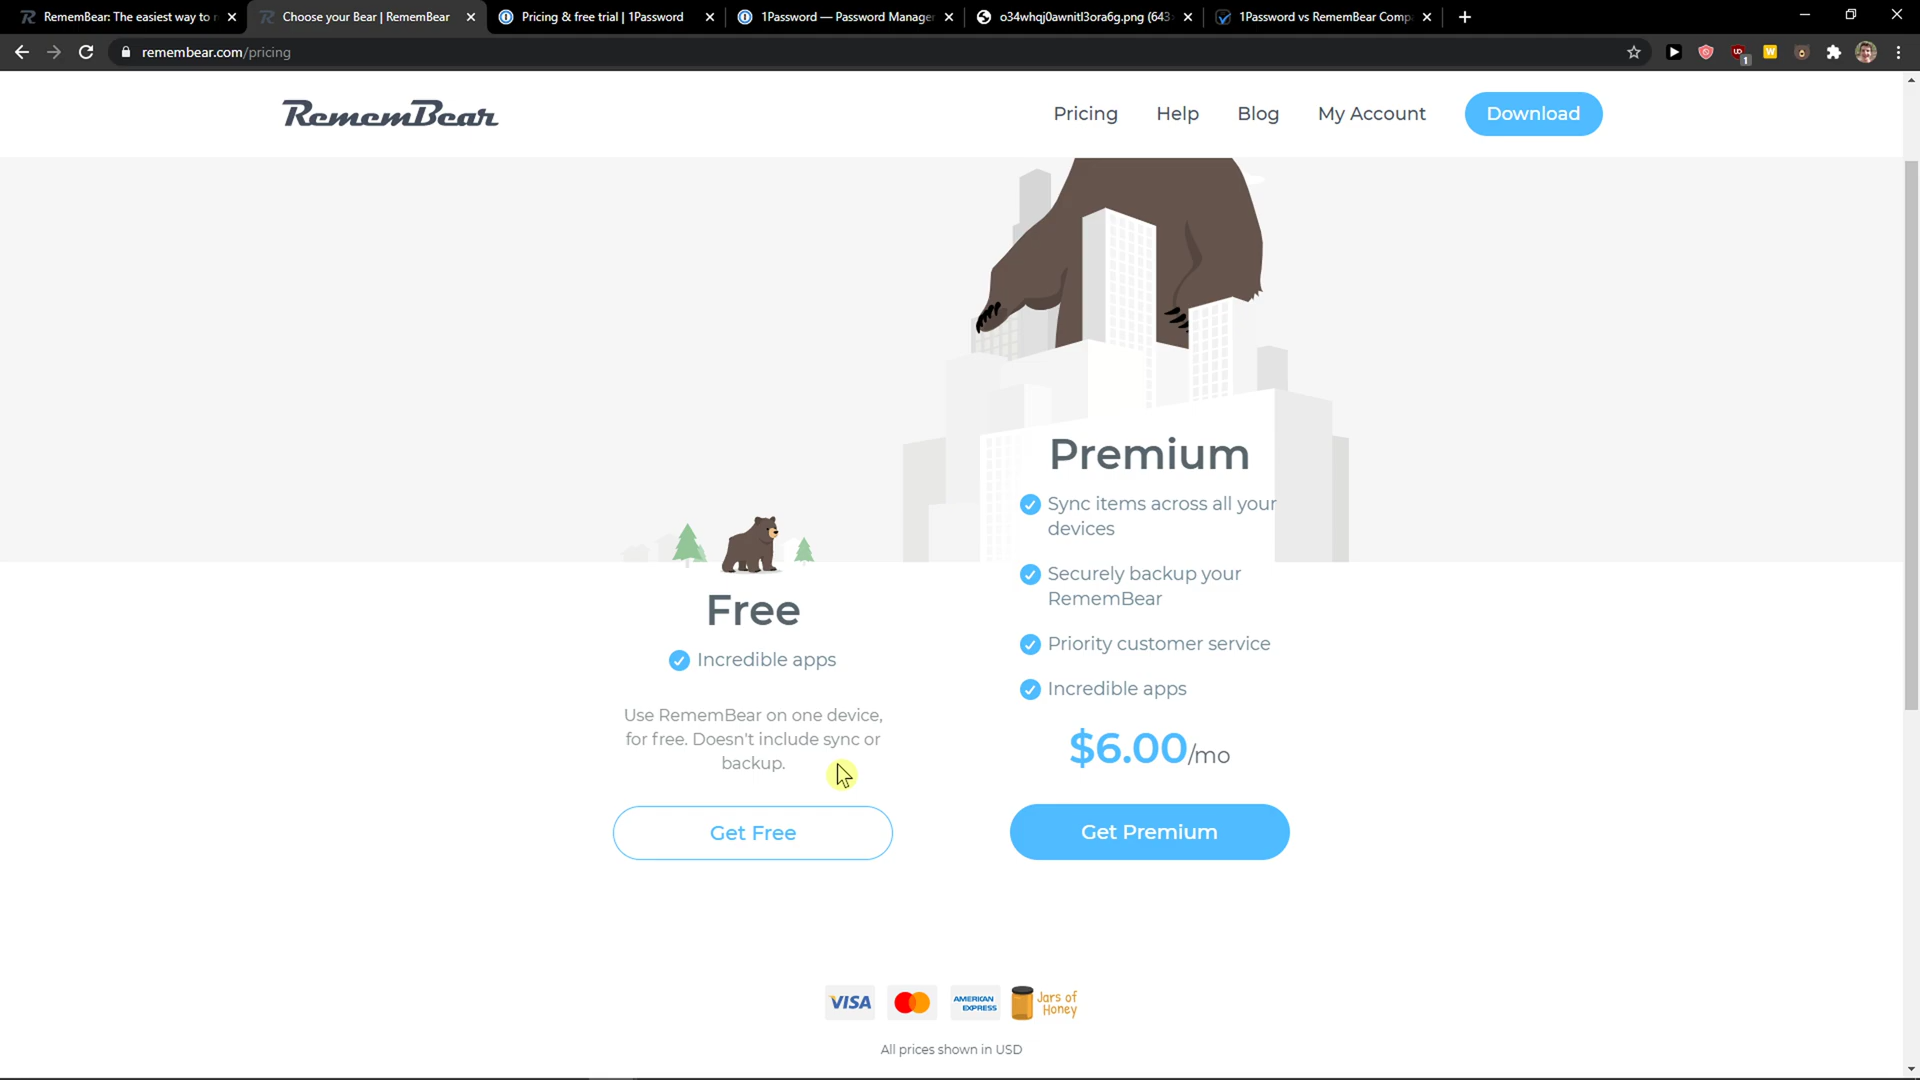 RememBear: The easiest way to r
Choose your Bear | RememBear
Pricing & free trial | 1Password
1Password — Password Manager
o34whqj0awnitl3ora6g.png (643
1Password vs RememBear Comp
remembear.com/pricing
1
RememBear
Pricing
Help
Blog
My Account
Download
Premium
Sync items across all your
devices
Securely backup your
RememBear
Priority customer service
Incredible apps
$6.00/mo
Get Premium
Free
Incredible apps
Use RememBear on one device,
for free. Doesn't include sync or
backup.
Get Free
VISA
AMERICAN
EXPRESS
Jars of
Honey
All prices shown in USD